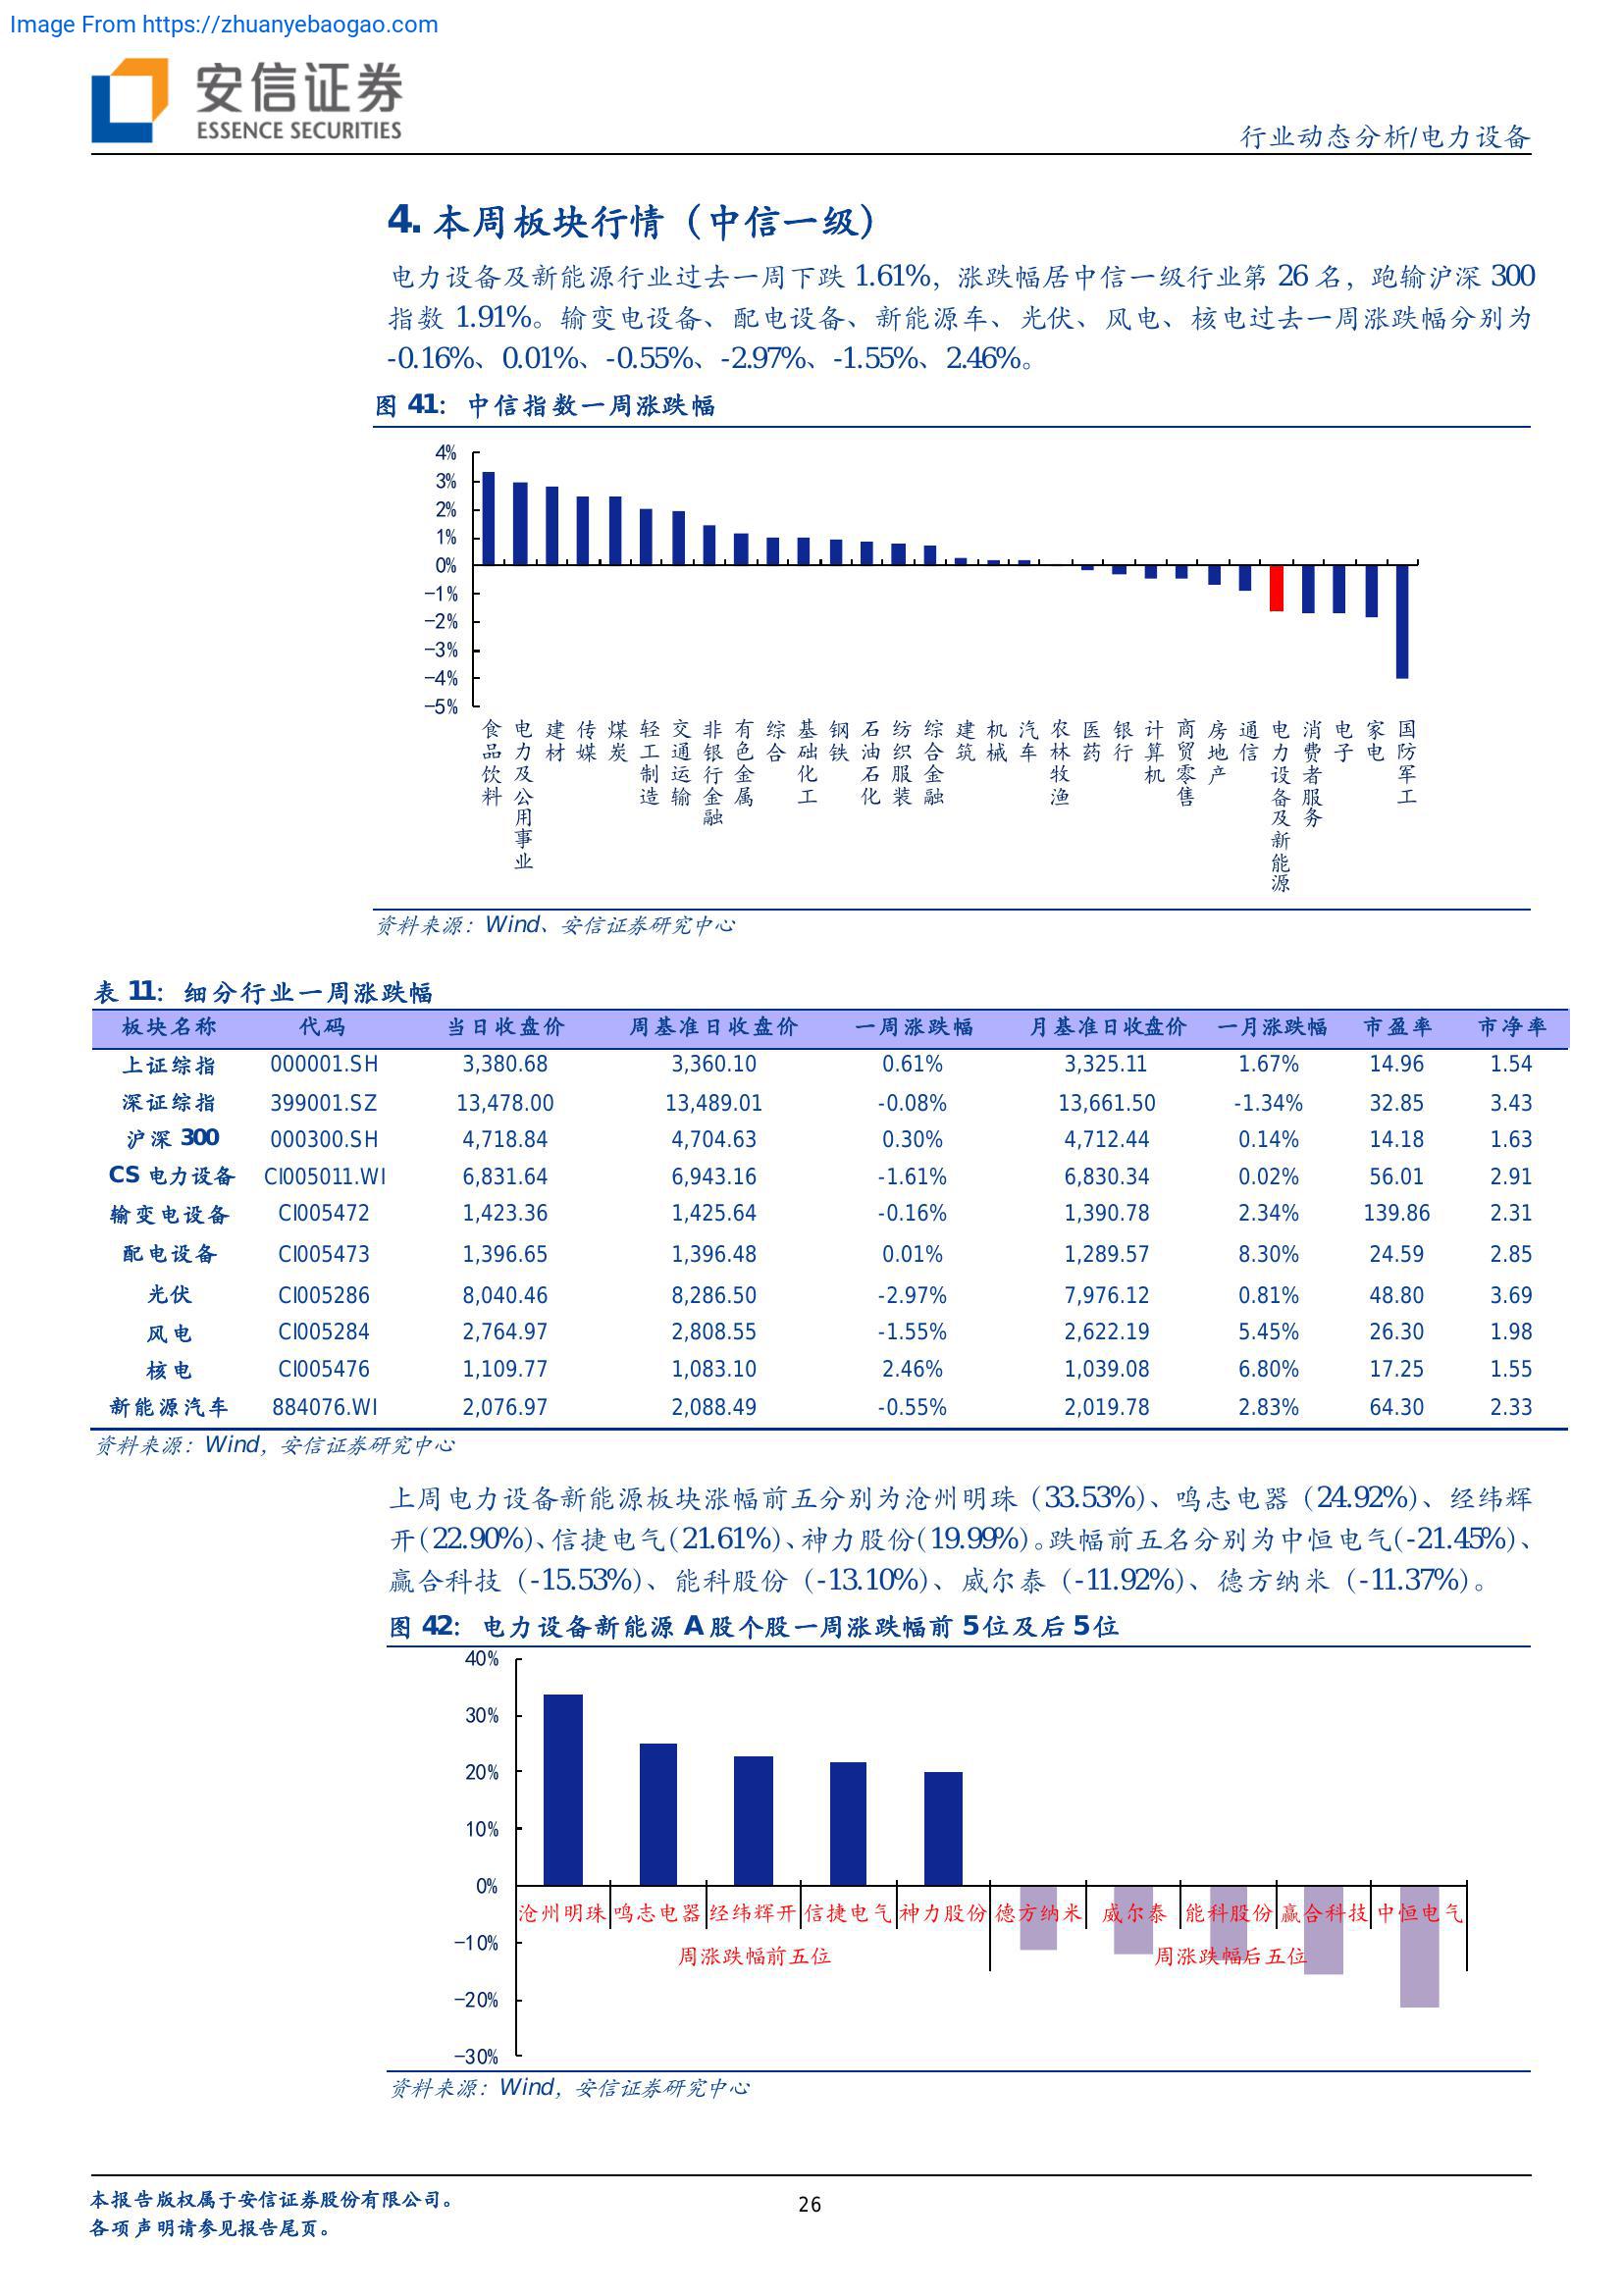 Image From https://zhuanyebaogao.com
安信证券
ESSENCE SECURITIES
行业动态分析/电力设备
4. 本周板块行情（中信一级）
电力设备及新能源行业过去一周下跌 1.61%，涨跌幅居中信一级行业第 26 名，跑输沪深 300
指数 1.91%。输变电设备、配电设备、新能源车、光伏、风电、核电过去一周涨跌幅分别为
-0.16%、0.01%、-0.55%、-2.97%、-1.55%、2.46%。
图 41：中信指数一周涨跌幅
4%
3%
2%
1%
0%
-1%
-2%
-3%
-4%
-5%
食品饮料 电力及公用事业 建材 传媒 煤炭 轻工制造 交通运输 非银行金融 有色金属 综合 基础化工 钢铁 石油石化 纺织服装 综合金融 建筑 机械 汽车 农林牧渔 医药 银行 计算机 商贸零售 房地产 通信 电力设备及新能源 消费者服务 电子 家电 国防军工
资料来源：Wind、安信证券研究中心
表 11：细分行业一周涨跌幅
板块名称 代码 当日收盘价 周基准日收盘价 一周涨跌幅 月基准日收盘价 一月涨跌幅 市盈率 市净率
上证综指 000001.SH 3,380.68 3,360.10 0.61% 3,325.11 1.67% 14.96 1.54
深证综指 399001.SZ 13,478.00 13,489.01 -0.08% 13,661.50 -1.34% 32.85 3.43
沪深 300 000300.SH 4,718.84 4,704.63 0.30% 4,712.44 0.14% 14.18 1.63
CS 电力设备 CI005011.WI 6,831.64 6,943.16 -1.61% 6,830.34 0.02% 56.01 2.91
输变电设备 CI005472 1,423.36 1,425.64 -0.16% 1,390.78 2.34% 139.86 2.31
配电设备 CI005473 1,396.65 1,396.48 0.01% 1,289.57 8.30% 24.59 2.85
光伏 CI005286 8,040.46 8,286.50 -2.97% 7,976.12 0.81% 48.80 3.69
风电 CI005284 2,764.97 2,808.55 -1.55% 2,622.19 5.45% 26.30 1.98
核电 CI005476 1,109.77 1,083.10 2.46% 1,039.08 6.80% 17.25 1.55
新能源汽车 884076.WI 2,076.97 2,088.49 -0.55% 2,019.78 2.83% 64.30 2.33
资料来源：Wind，安信证券研究中心
上周电力设备新能源板块涨幅前五分别为沧州明珠（33.53%）、鸣志电器（24.92%）、经纬辉
开（22.90%）、信捷电气（21.61%）、神力股份（19.99%）。跌幅前五名分别为中恒电气(-21.45%)、
赢合科技（-15.53%）、能科股份（-13.10%）、威尔泰（-11.92%）、德方纳米（-11.37%）。
图 42：电力设备新能源 A 股个股一周涨跌幅前 5 位及后 5 位
40%
30%
20%
10%
0%
-10%
-20%
-30%
沧州明珠 鸣志电器 经纬辉开 信捷电气 神力股份 德方纳米 威尔泰 能科股份 赢合科技 中恒电气
周涨跌幅前五位 周涨跌幅后五位
资料来源：Wind，安信证券研究中心
本报告版权属于安信证券股份有限公司。
各项声明请参见报告尾页。
26